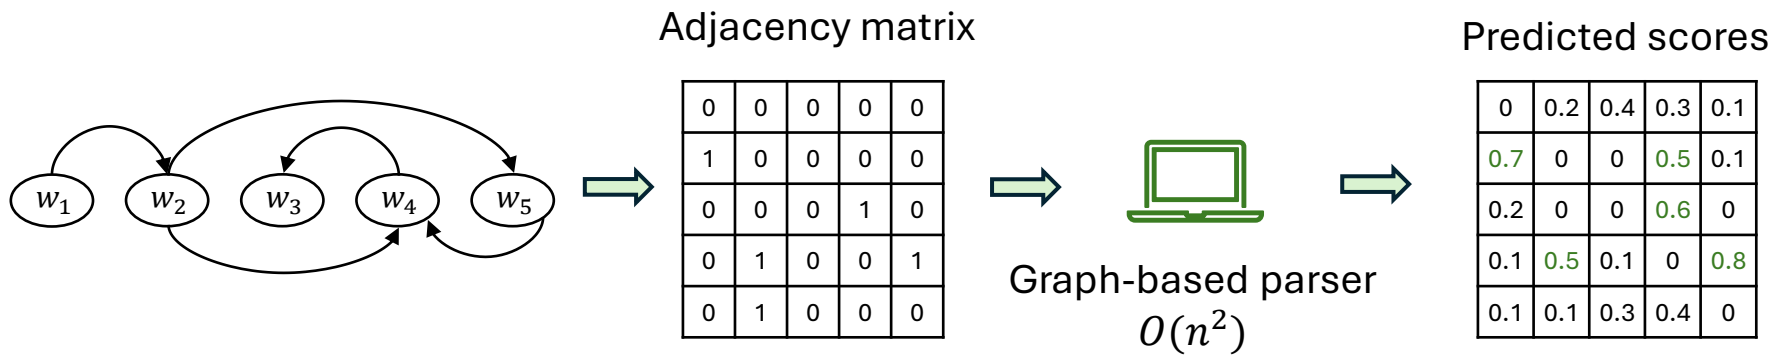 Adjacency matrix
Predicted scores
w₁ w₂ w₃ w₄ w₅
0 0 0 0 0
1 0 0 0 0
0 0 0 1 0
0 1 0 0 1
0 1 0 0 0
Graph-based parser
O(n²)
0 0.2 0.4 0.3 0.1
0.7 0 0 0.5 0.1
0.2 0 0 0.6 0
0.1 0.5 0.1 0 0.8
0.1 0.1 0.3 0.4 0